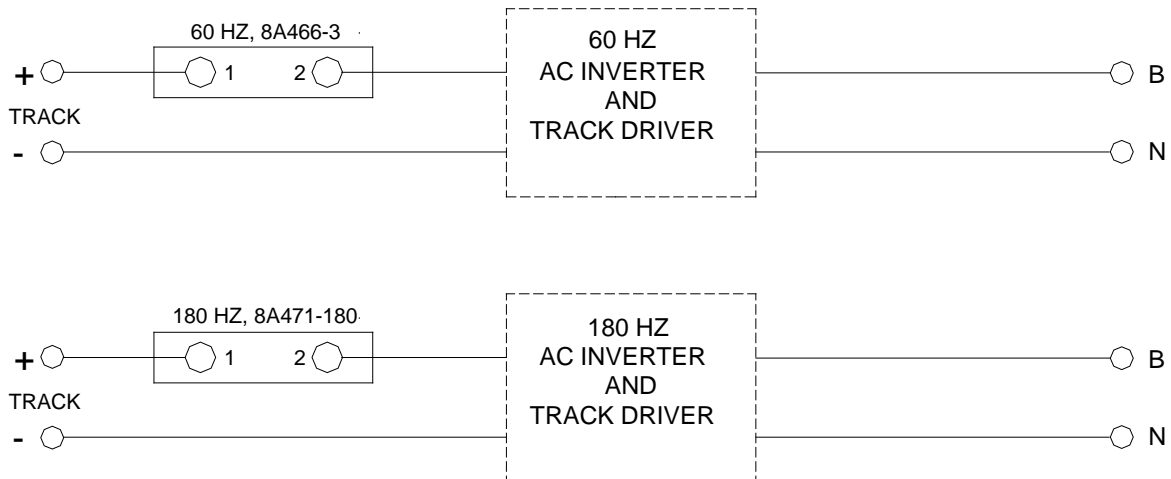 60 HZ, 8A466-3
+ 1 2 B
TRACK
- N
60 HZ
AC INVERTER
AND
TRACK DRIVER
180 HZ, 8A471-180
+ 1 2 B
TRACK
- N
180 HZ
AC INVERTER
AND
TRACK DRIVER